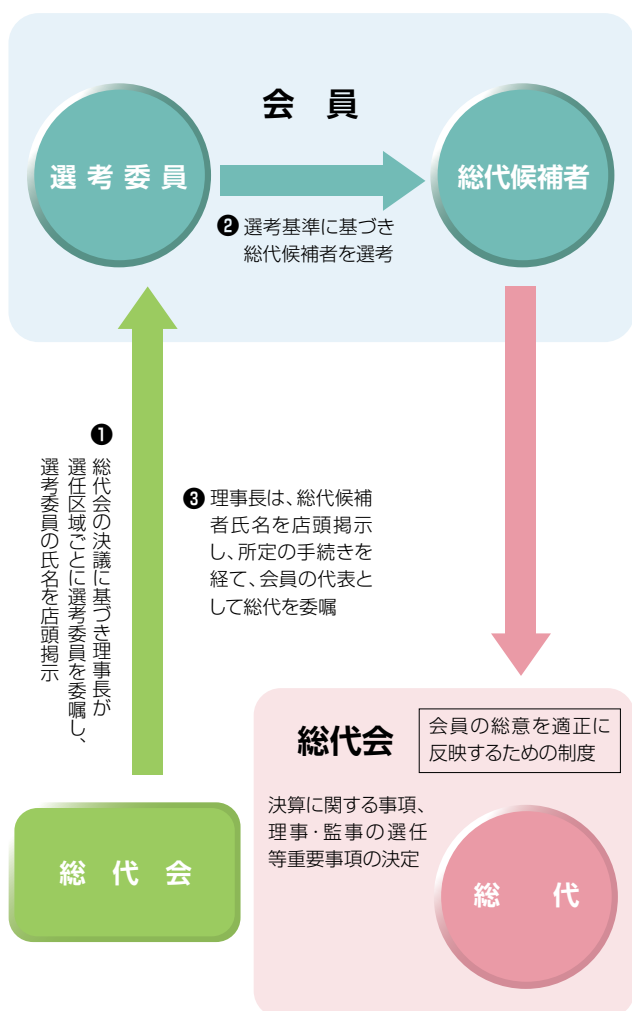 会 員
選 考 委 員
総代候補者
❷ 選考基準に基づき
総代候補者を選考
❶
総代会の決議に基づき理事長が
選任区域ごとに選考委員を委嘱し、
選考委員の氏名を店頭掲示
❸ 理事長は、総代候補
者氏名を店頭掲示
し、所定の手続きを
経て、会員の代表と
して総代を委嘱
総代会
会員の総意を適正に
反映するための制度
決算に関する事項、
理事・監事の選任
等重要事項の決定
総 代 会
総 代